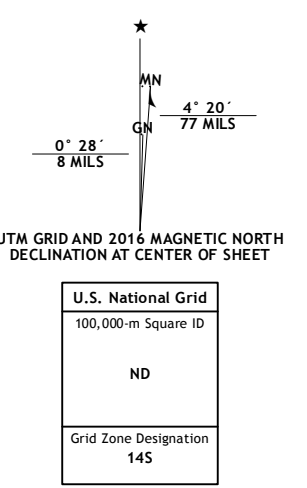 ★
MN
4° 20´
77 MILS
GN
0° 28´
8 MILS
UTM GRID AND 2016 MAGNETIC NORTH
DECLINATION AT CENTER OF SHEET
U.S. National Grid
100,000-m Square ID
ND
Grid Zone Designation
14S